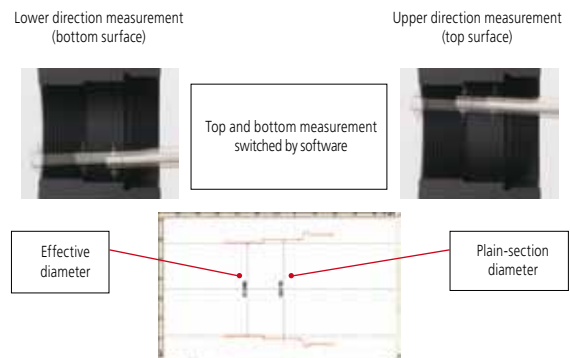 Lower direction measurement
(bottom surface)
Upper direction measurement
(top surface)
Top and bottom measurement
switched by software
Effective
diameter
Plain-section
diameter